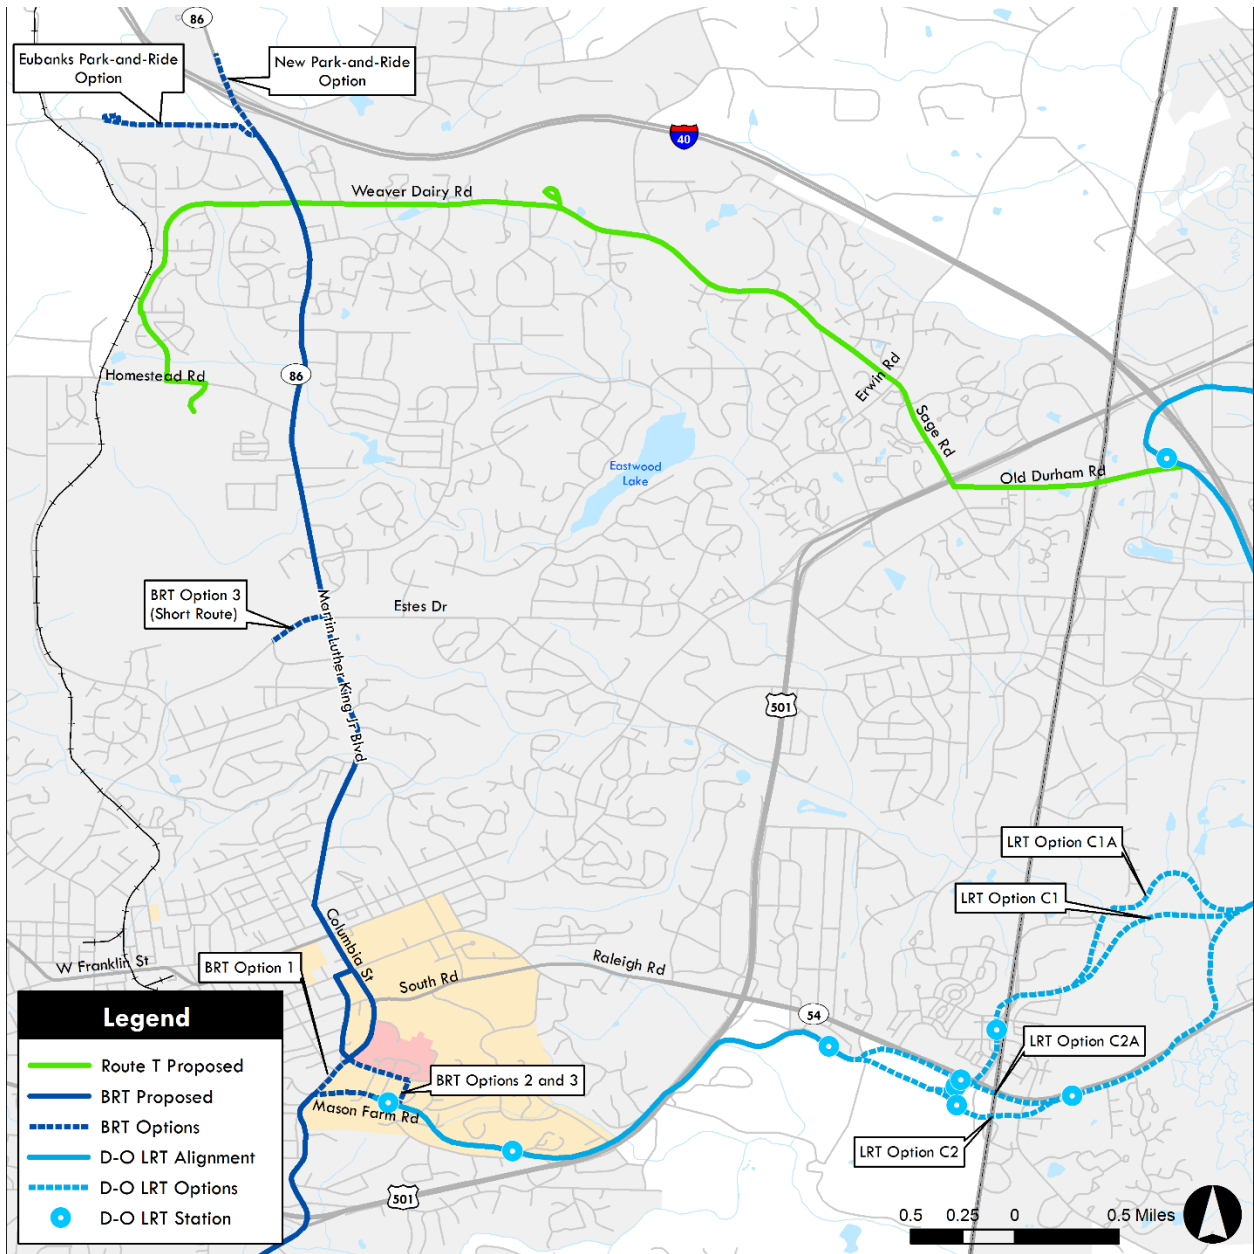 86
Eubanks Park-and-Ride
Option
New Park-and-Ride
Option
40
Weaver Dairy Rd
Homestead Rd
86
Erwin Rd
Sage Rd
Eastwood
Lake
Old Durham Rd
BRT Option 3
(Short Route)
Estes Dr
Martin Luther King Jr Blvd
501
LRT Option C1A
LRT Option C1
Columbia St
W Franklin St
BRT Option 1
South Rd
Raleigh Rd
54
LRT Option C2A
BRT Options 2 and 3
Mason Farm Rd
LRT Option C2
501
Legend
Route T Proposed
BRT Proposed
BRT Options
D-O LRT Alignment
D-O LRT Options
D-O LRT Station
0.5 0.25 0 0.5 Miles